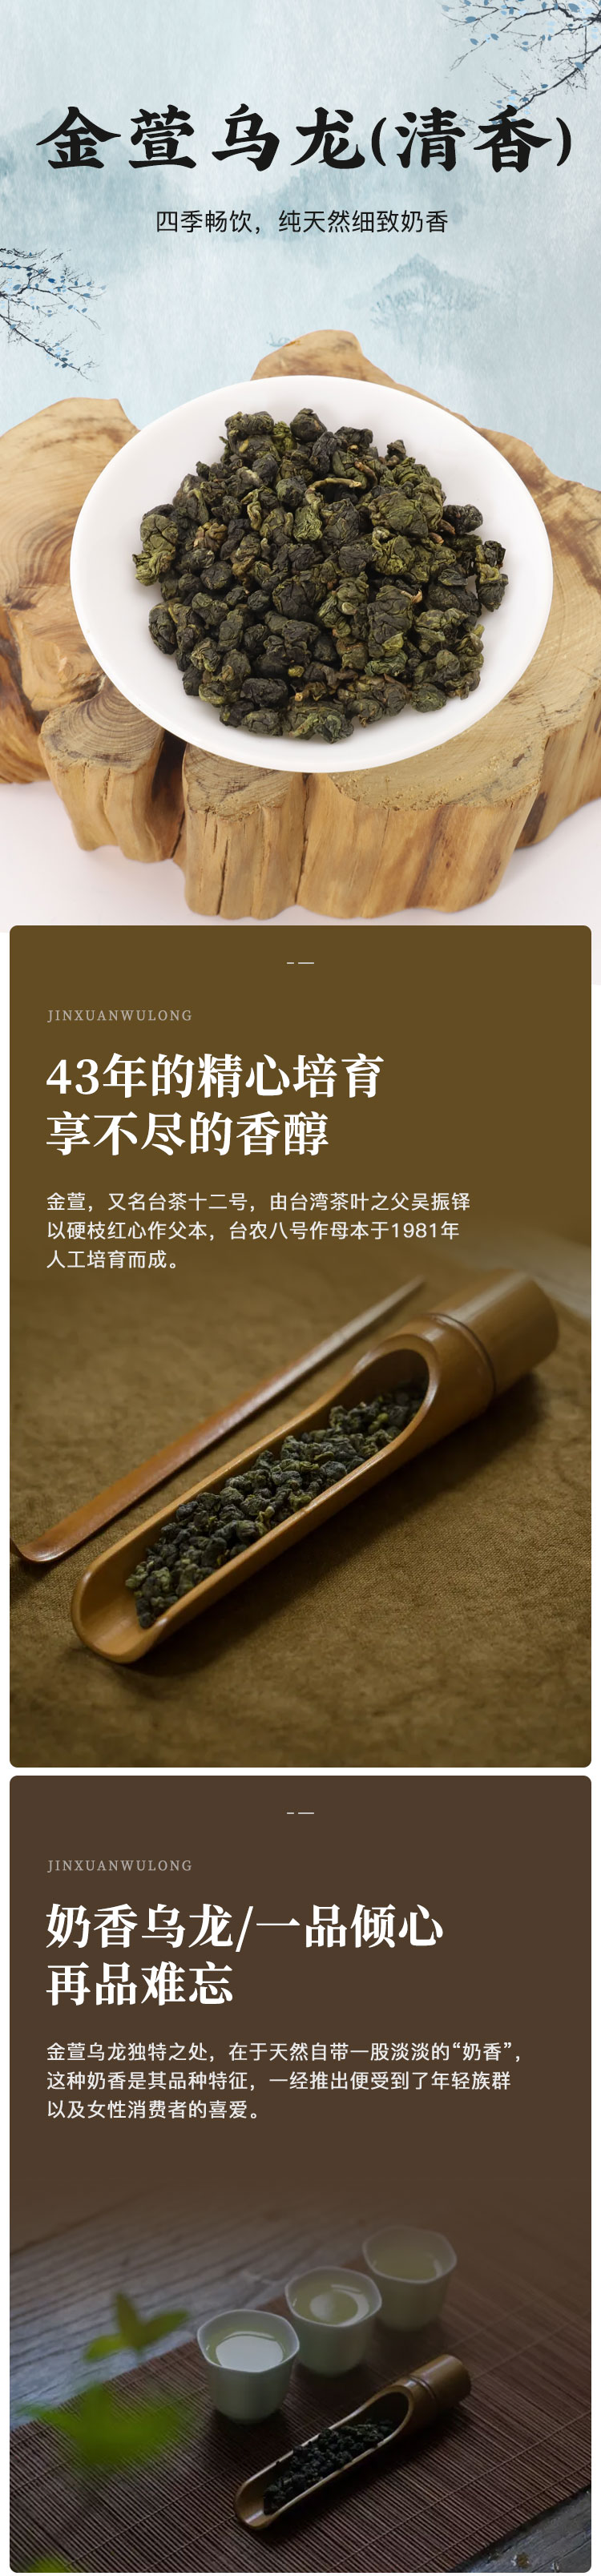 金萱乌龙(清香)
四季畅饮，纯天然细致奶香
JINXUANWULONG
43年的精心培育
享不尽的香醇
金萱，又名台茶十二号，由台湾茶叶之父吴振铎
以硬枝红心作父本，台农八号作母本于1981年
人工培育而成。
JINXUANWULONG
奶香乌龙/一品倾心
再品难忘
金萱乌龙独特之处，在于天然自带一股淡淡的“奶香”，
这种奶香是其品种特征，一经推出便受到了年轻族群
以及女性消费者的喜爱。